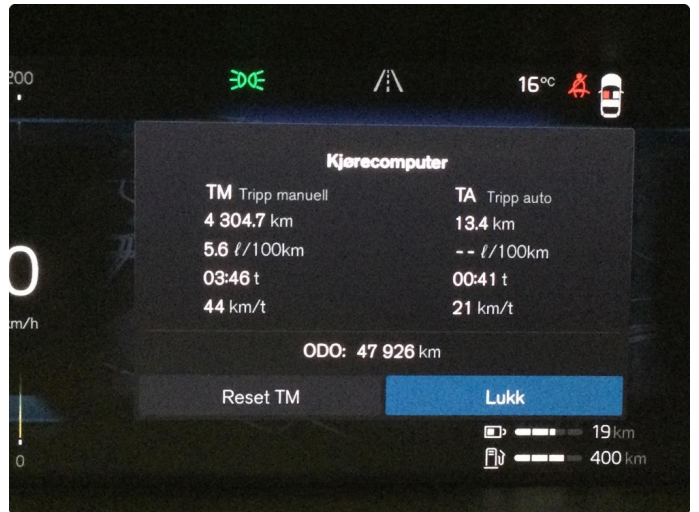 200
16°C
Kjørecomputer
TM Tripp manuell
TA Tripp auto
4 304.7 km
13.4 km
5.6 ℓ/100km
-- ℓ/100km
03:46 t
00:41 t
44 km/t
21 km/t
0
km/h
ODO: 47 926 km
Reset TM
Lukk
19 km
0
400 km